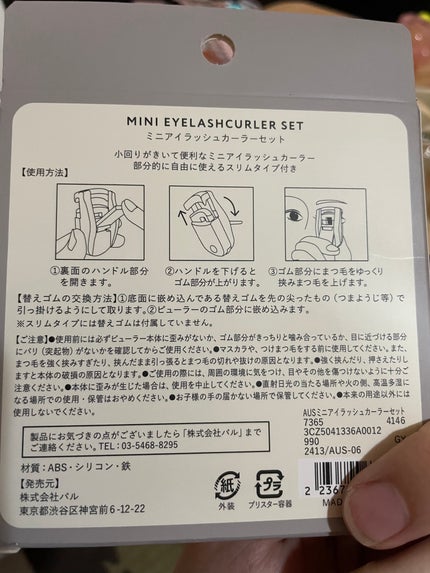 MINI EYELASHCURLER SET
ミニアイラッシュカーラーセット
小回りがきいて便利なミニアイラッシュカーラー
部分的に自由に使えるスリムタイプ付き
【使用方法】
①裏面のハンドル部分
を開きます。
②ハンドルを下げると
ゴム部分が上がります。
③ゴム部分にまつ毛をゆっくり
挟みまつ毛を上げます。
【替えゴムの交換方法】①底面に嵌め込んである替えゴムを先の尖ったもの(つまようじ等)で
引っ掛けるようにして取ります。②ビューラーのゴム部分に嵌め込みます。
※スリムタイプには替えゴムは付属していません。
【ご注意】●使用前には必ずビューラー本体に歪みがないか、ゴム部分がきっちりと噛み合っているか、目に近づける部分
にバリ(突起物)がないかを確認してからご使用ください。●マスカラや、つけまつ毛をする前に使用してください。また、
まつ毛を強く挟みすぎたり、挟んだまま引っ張るとまつ毛の切れや抜けの原因となります。●強く挟んだり、押さえたりし
ますと本体の破損の原因となります。●ご使用の際には、周囲の環境に気をつけ、目やその他を傷つけないように十分ご
注意ください。●本体に歪みが生じた場合は、使用を中止してください。●直射日光の当たる場所や火の側、高温多湿に
なる場所での使用・保管はおやめください。●お子様の手の届かない場所で保管してください。●本来の用途以外には
使用しないでください。
AUSミニアイラッシュカーラーセット
7365 4146
3CZ5041336A0012
990 GY
2413/AUS-06
製品にお気づきの点がございましたら「株式会社パル」まで
ご連絡ください。TEL:03-5468-8295
材質:ABS・シリコン・鉄
【発売元】
株式会社パル
東京都渋谷区神宮前6-12-22
紙
外装
プラ
ブリスター容器
2 2367
MAD